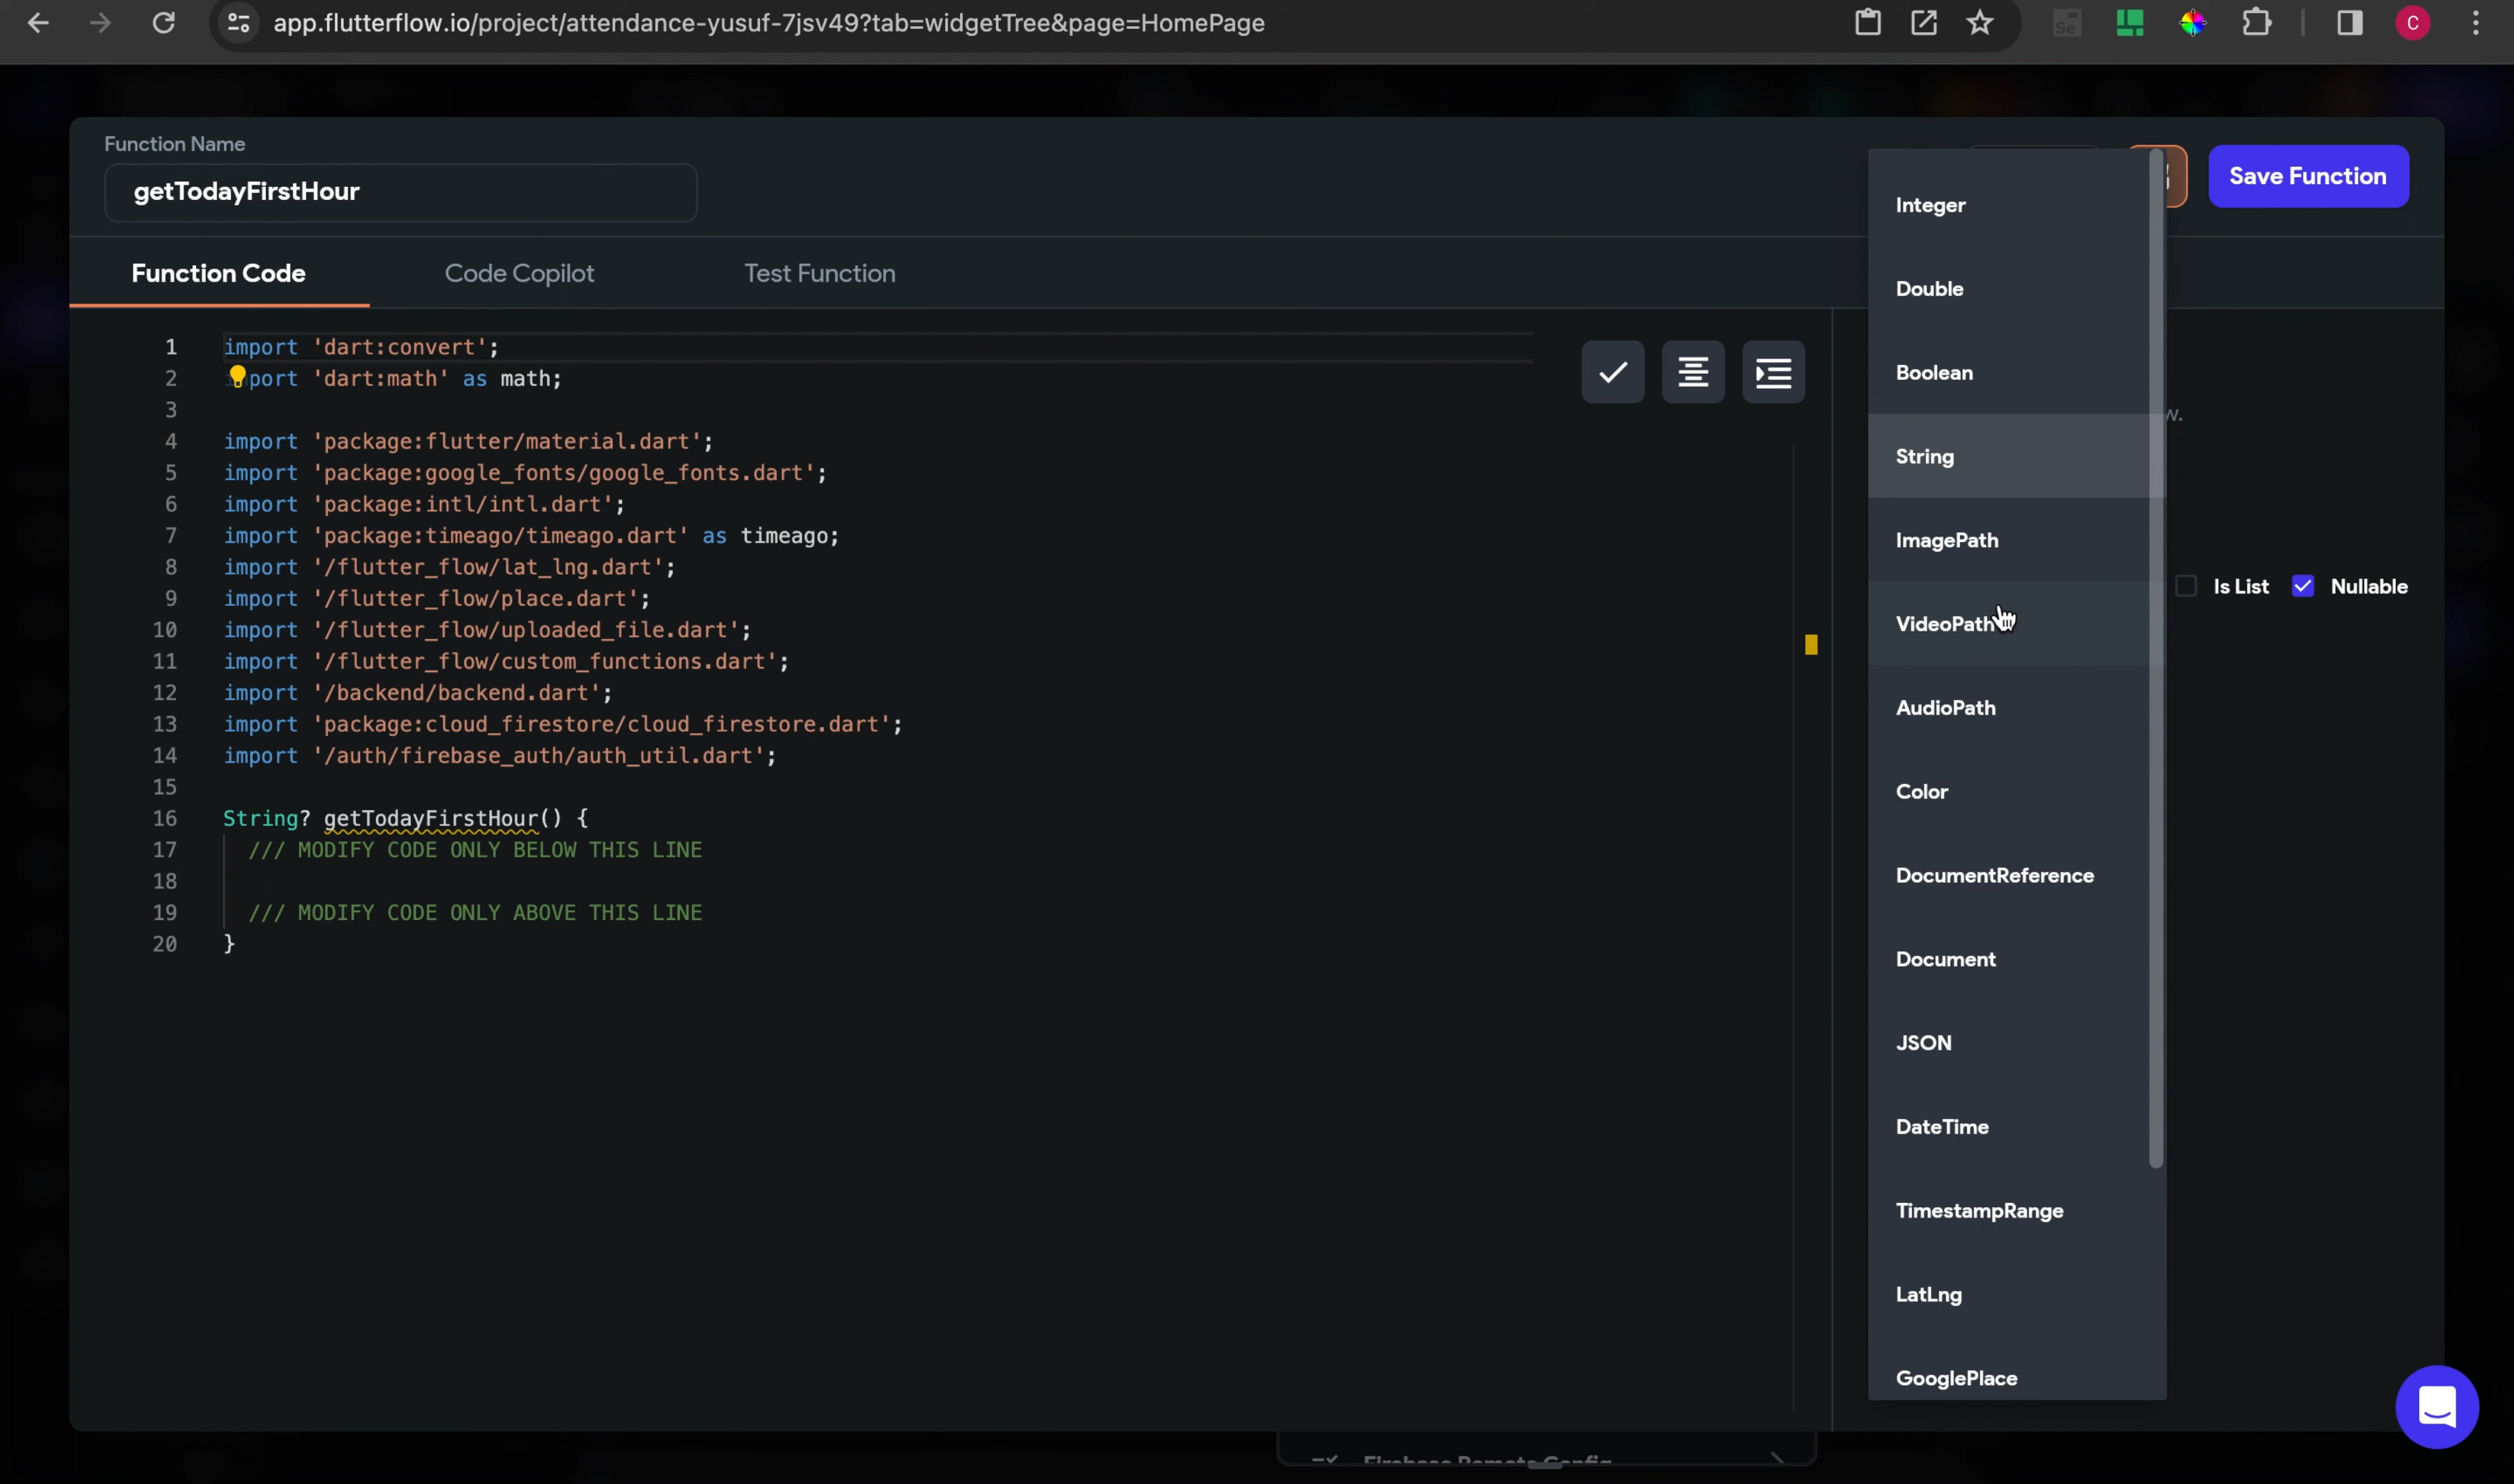 app.flutterflow.io/project/attendance-yusuf-7jsv49?tab=widgetTree&page=HomePage
Se
C
Function Name
getTodayFirstHour
Save Function
Function Code
Code Copilot
Test Function
1 import 'dart:convert';
2 port 'dart:math' as math;
3
4 import 'package:flutter/material.dart';
5 import 'package:google_fonts/google_fonts.dart';
6 import 'package:intl/intl.dart';
7 import 'package:timeago/timeago.dart' as timeago;
8 import '/flutter_flow/lat_lng.dart';
9 import '/flutter_flow/place.dart';
10 import '/flutter_flow/uploaded_file.dart';
11 import '/flutter_flow/custom_functions.dart';
12 import '/backend/backend.dart';
13 import 'package:cloud_firestore/cloud_firestore.dart';
14 import '/auth/firebase_auth/auth_util.dart';
15
16 String? getTodayFirstHour() {
17 /// MODIFY CODE ONLY BELOW THIS LINE
18
19 /// MODIFY CODE ONLY ABOVE THIS LINE
20 }
Integer
Double
Boolean
String
ImagePath
VideoPath
AudioPath
Color
DocumentReference
Document
JSON
DateTime
TimestampRange
LatLng
GooglePlace
w.
Is List
Nullable
Firebase Remote Config